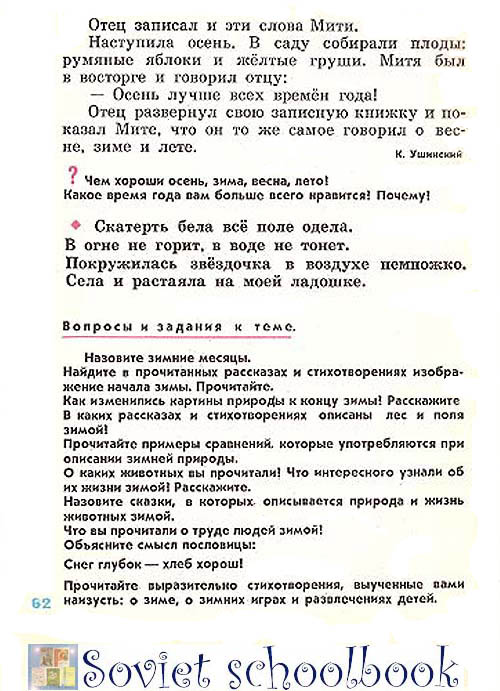 Отец записал и эти слова Мити.
Наступила осень. В саду собирали плоды:
румяные яблоки и жёлтые груши. Митя был
в восторге и говорил отцу:
— Осень лучше всех времён года!
Отец развернул свою записную книжку и по-
казал Мите, что он то же самое говорил о вес-
не, зиме и лете.
К. Ушинский
? Чем хороши осень, зима, весна, лето?
Какое время года вам больше всего нравится? Почему?
Скатерть бела всё поле одела.
В огне не горит, в воде не тонет.
Покружилась звёздочка в воздухе немножко.
Села и растаяла на моей ладошке.
Вопросы и задания к теме.
Назовите зимние месяцы.
Найдите в прочитанных рассказах и стихотворениях изобра-
жение начала зимы. Прочитайте.
Как изменились картины природы к концу зимы? Расскажите
В каких рассказах и стихотворениях описаны лес и поля
зимой?
Прочитайте примеры сравнений, которые употребляются при
описании зимней природы.
О каких животных вы прочитали? Что интересного узнали об
их жизни зимой? Расскажите.
Назовите сказки, в которых описывается природа и жизнь
животных зимой.
Что вы прочитали о труде людей зимой?
Объясните смысл пословицы:
Снег глубок — хлеб хорош!
Прочитайте выразительно стихотворения, выученные вами
наизусть: о зиме, о зимних играх и развлечениях детей.
62
Soviet schoolbook